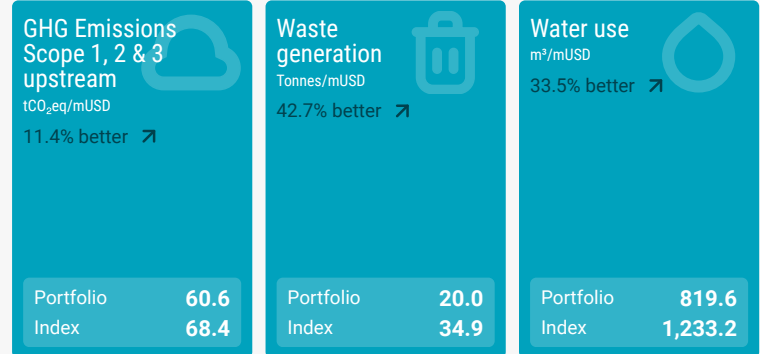 GHG Emissions
Scope 1, 2 & 3
upstream
tCO₂eq/mUSD
11.4% better
Portfolio 60.6
Index 68.4
Waste
generation
Tonnes/mUSD
42.7% better
Portfolio 20.0
Index 34.9
Water use
m³/mUSD
33.5% better
Portfolio 819.6
Index 1,233.2